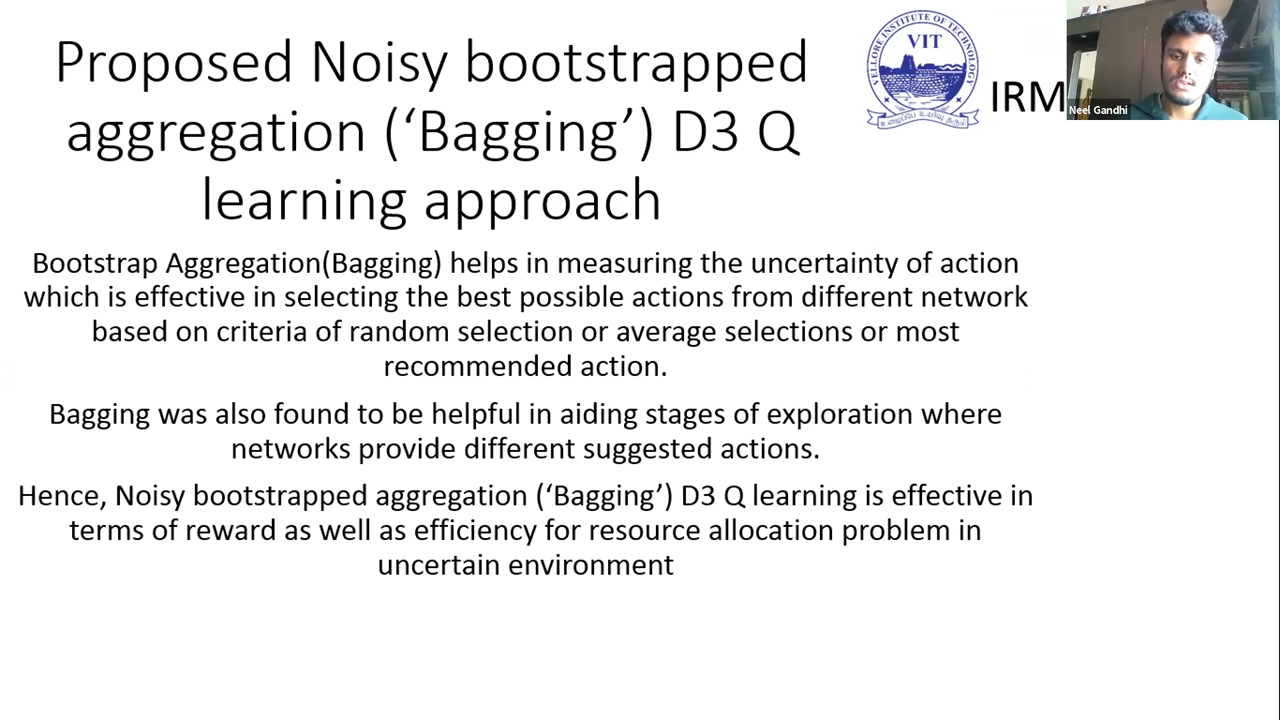 Proposed Noisy bootstrapped
aggregation (‘Bagging’) D3 Q
learning approach
VELLORE INSTITUTE OF TECHNOLOGY
VIT
IRM
Neel Gandhi
Bootstrap Aggregation(Bagging) helps in measuring the uncertainty of action
which is effective in selecting the best possible actions from different network
based on criteria of random selection or average selections or most
recommended action.
Bagging was also found to be helpful in aiding stages of exploration where
networks provide different suggested actions.
Hence, Noisy bootstrapped aggregation (‘Bagging’) D3 Q learning is effective in
terms of reward as well as efficiency for resource allocation problem in
uncertain environment